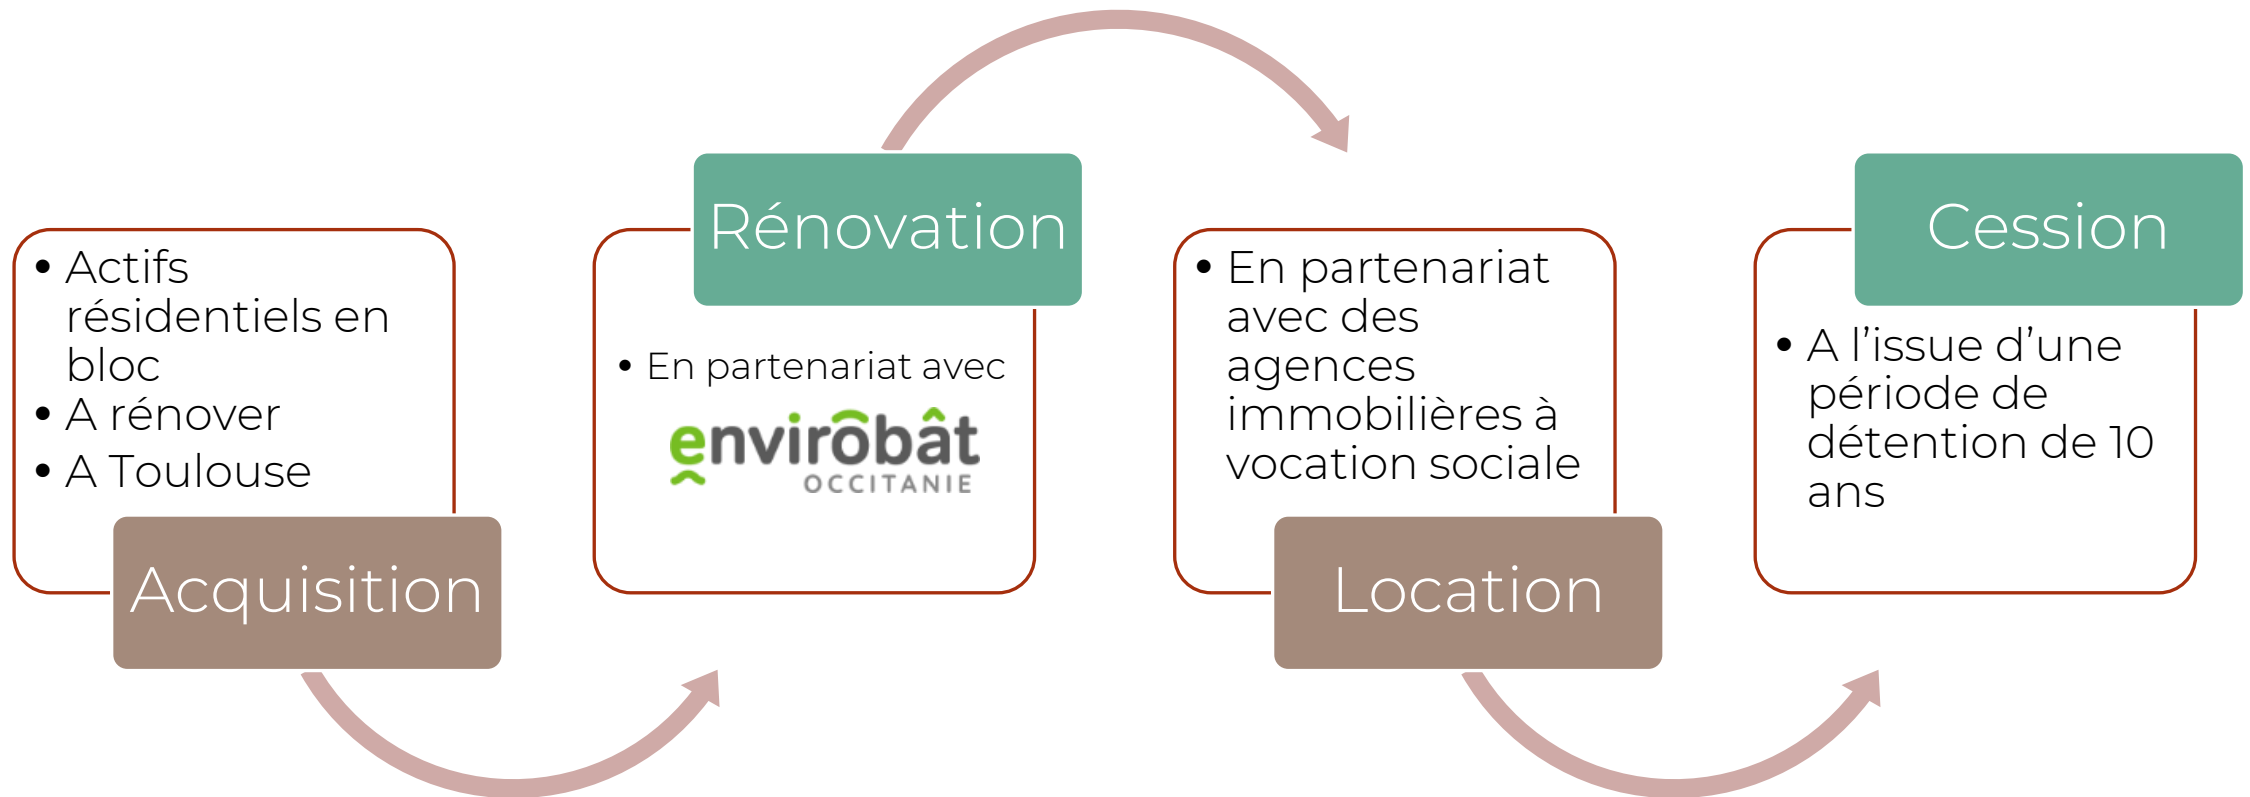 • Actifs
résidentiels en
bloc
• A rénover
• A Toulouse
Acquisition
Rénovation
• En partenariat avec
envirobât
OCCITANIE
• En partenariat
avec des
agences
immobilières à
vocation sociale
Location
Cession
• A l’issue d’une
période de
détention de 10
ans